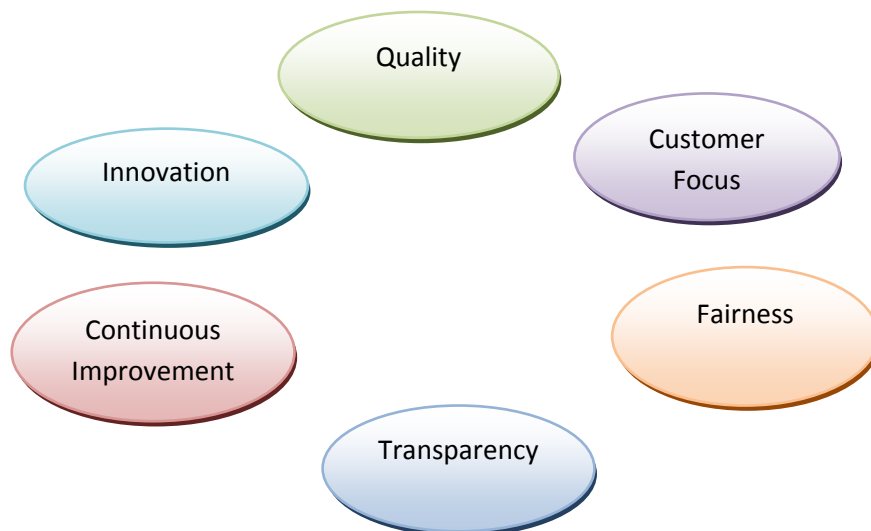 Quality
Customer
Focus
Innovation
Fairness
Continuous
Improvement
Transparency